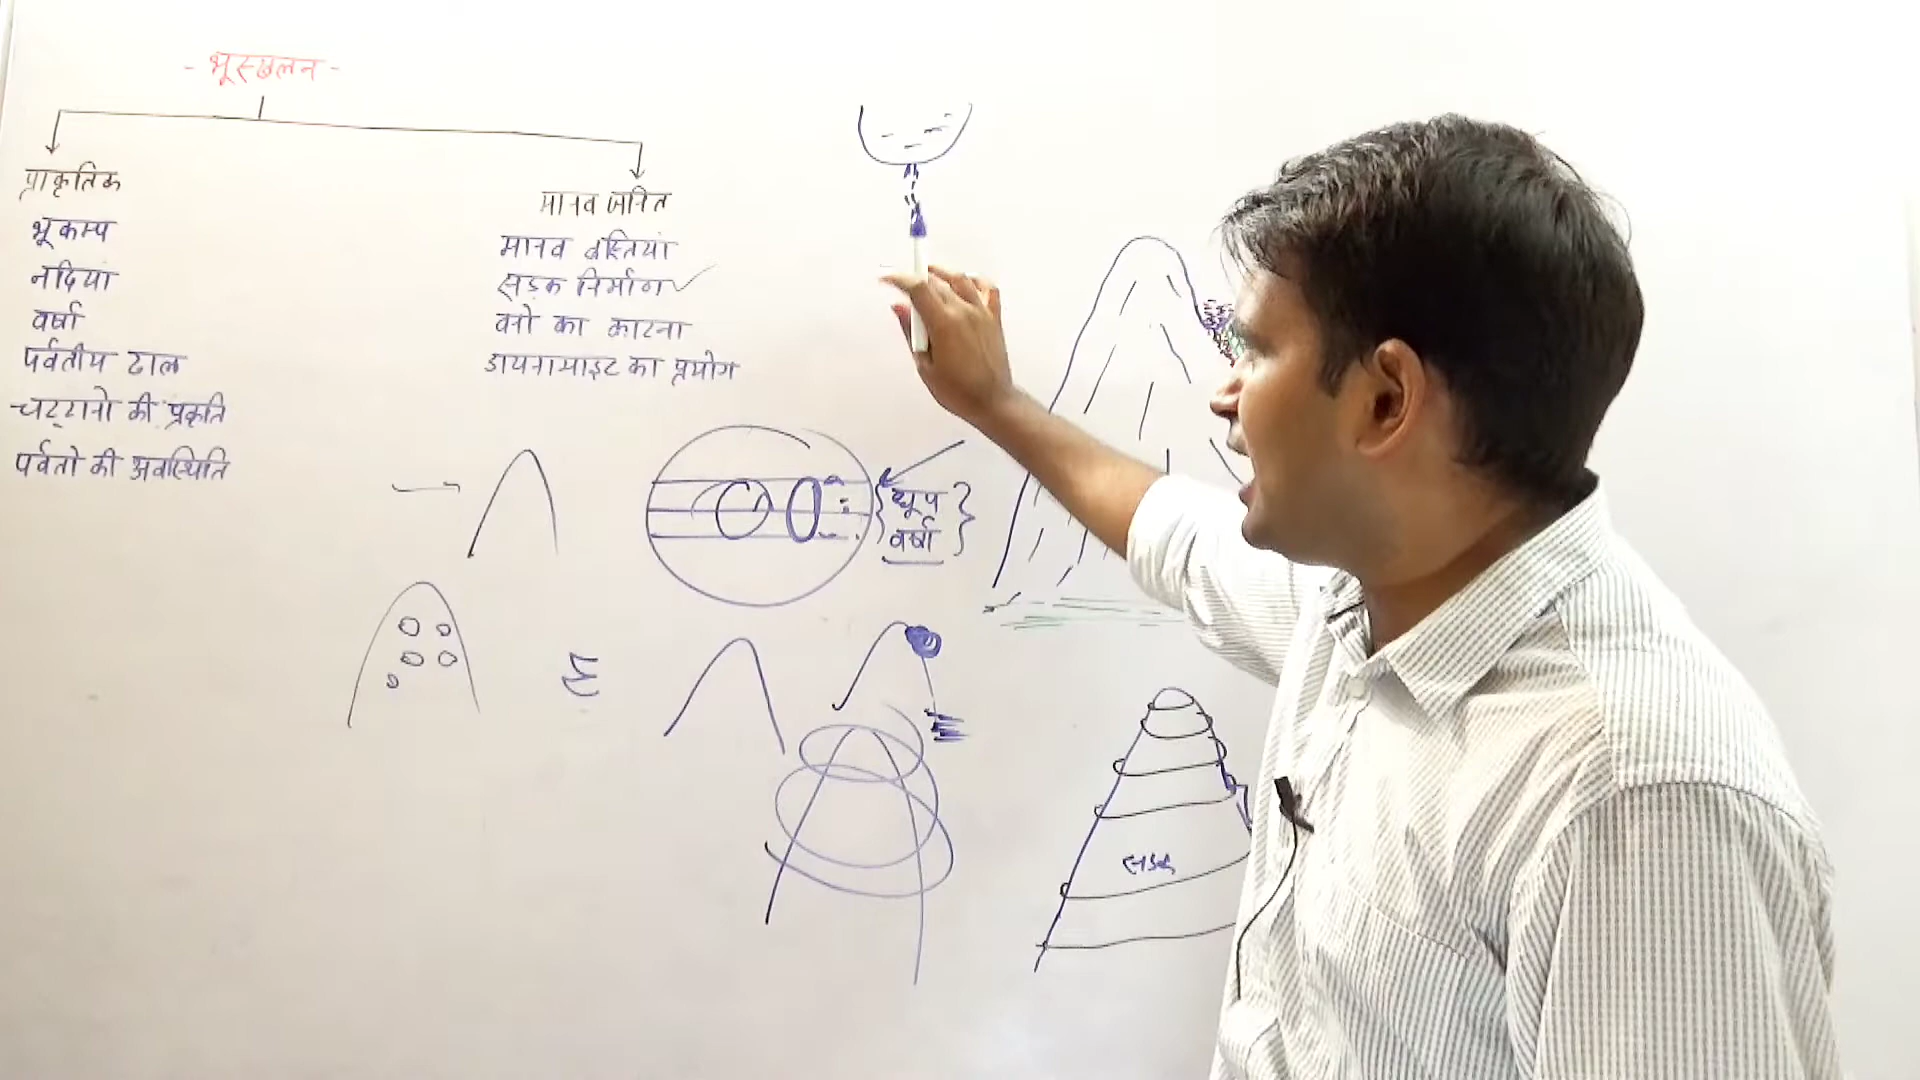 - भूस्खलन -
प्राकृतिक
भूकम्प
नदियां
वर्षा
पर्वतीय ढाल
चट्टानो की प्रकृति
पर्वतो की अवस्थिति
मानव जनित
मानव बस्तियां
सड़क निर्माण
वनो का काटना
डायनामाइट का प्रयोग
धूप
वर्षा
सड़क